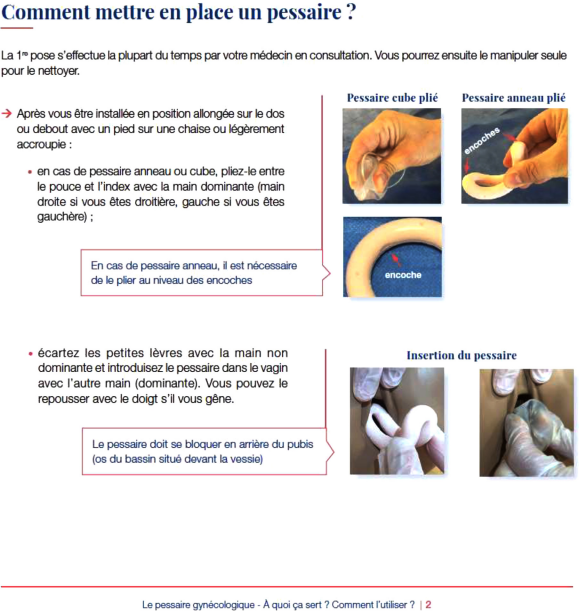 Comment mettre en place un pessaire ?
La 1re pose s'effectue la plupart du temps par votre médecin en consultation. Vous pourrez ensuite le manipuler seule
pour le nettoyer.
→ Après vous être installée en position allongée sur le dos
ou debout avec un pied sur une chaise ou légèrement
accroupie :
• en cas de pessaire anneau ou cube, pliez-le entre
le pouce et l'index avec la main dominante (main
droite si vous êtes droitière, gauche si vous êtes
gauchère) ;
En cas de pessaire anneau, il est nécessaire
de le plier au niveau des encoches
Pessaire cube plié
Pessaire anneau plié
encoches
encoche
• écartez les petites lèvres avec la main non
dominante et introduisez le pessaire dans le vagin
avec l'autre main (dominante). Vous pouvez le
repousser avec le doigt s'il vous gêne.
Le pessaire doit se bloquer en arrière du pubis
(os du bassin situé devant la vessie)
Insertion du pessaire
Le pessaire gynécologique - À quoi ça sert ? Comment l'utiliser ? | 2